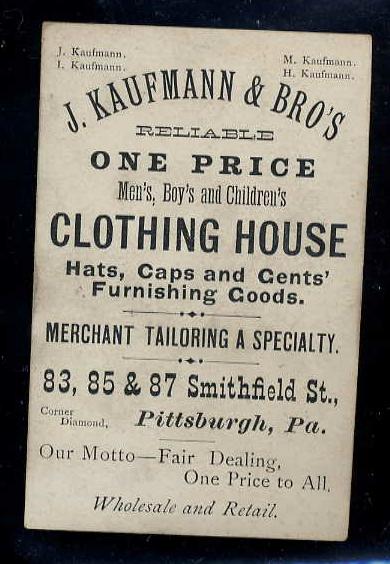 J. Kaufmann. M. Kaufmann.
I. Kaufmann. H. Kaufmann.
J. KAUFMANN & BRO'S
RELIABLE
ONE PRICE
Men's, Boy's and Children's
CLOTHING HOUSE
Hats, Caps and Gents'
Furnishing Goods.
MERCHANT TAILORING A SPECIALTY.
83, 85 & 87 Smithfield St.,
Corner Diamond, Pittsburgh, Pa.
Our Motto—Fair Dealing,
One Price to All.
Wholesale and Retail.